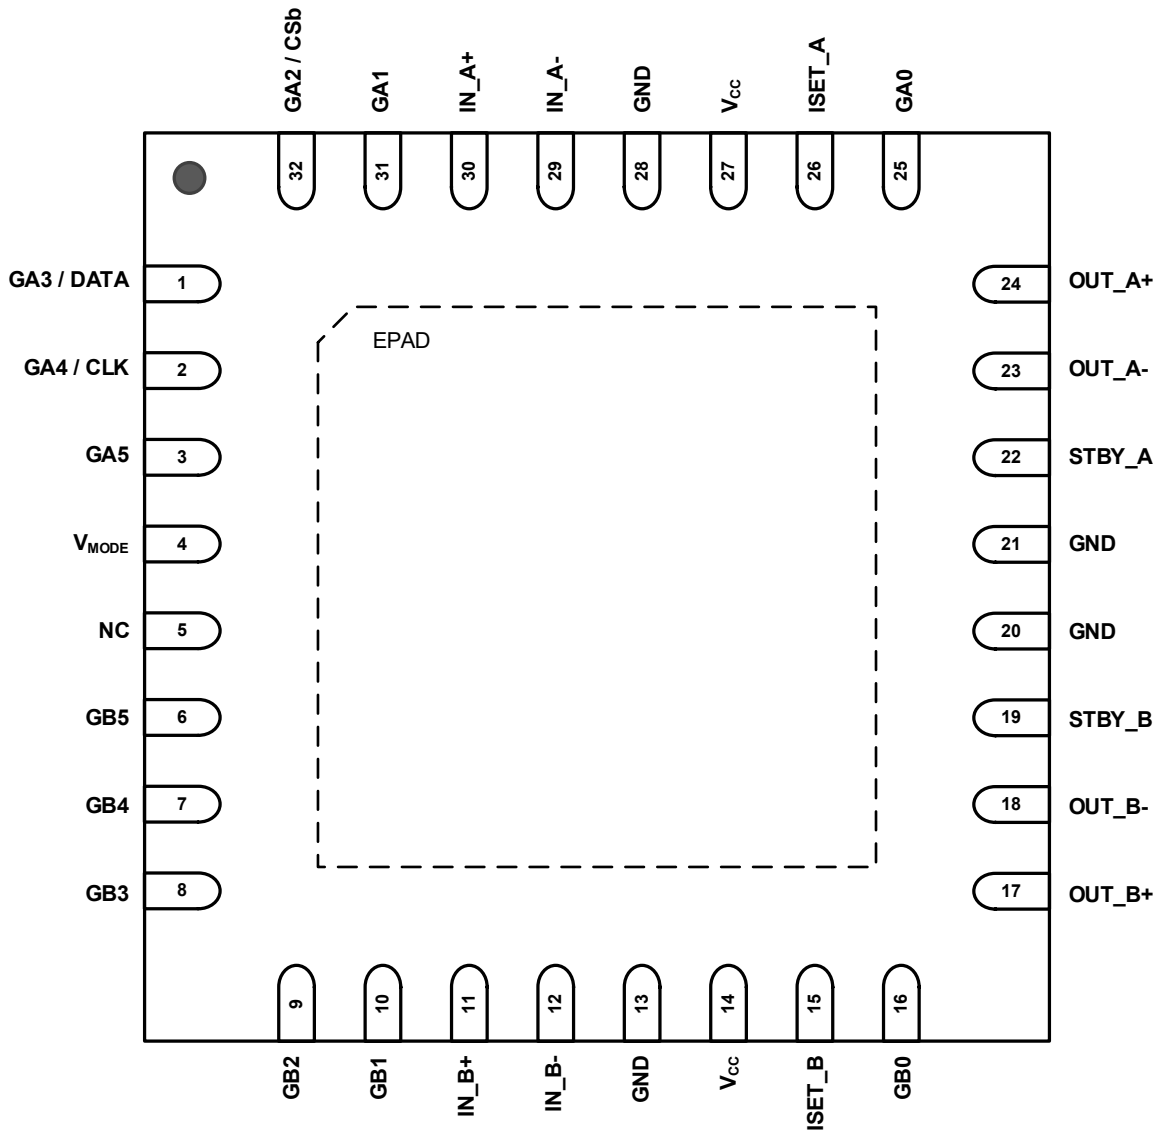 GA2 / CSb
GA1
IN_A+
IN_A-
GND
VCC
ISET_A
GA0
32
31
30
29
28
27
26
25
GA3 / DATA 1
24 OUT_A+
EPAD
GA4 / CLK 2
23 OUT_A-
GA5 3
22 STBY_A
VMODE 4
21 GND
NC 5
20 GND
GB5 6
19 STBY_B
GB4 7
18 OUT_B-
GB3 8
17 OUT_B+
9
10
11
12
13
14
15
16
GB2
GB1
IN_B+
IN_B-
GND
VCC
ISET_B
GB0